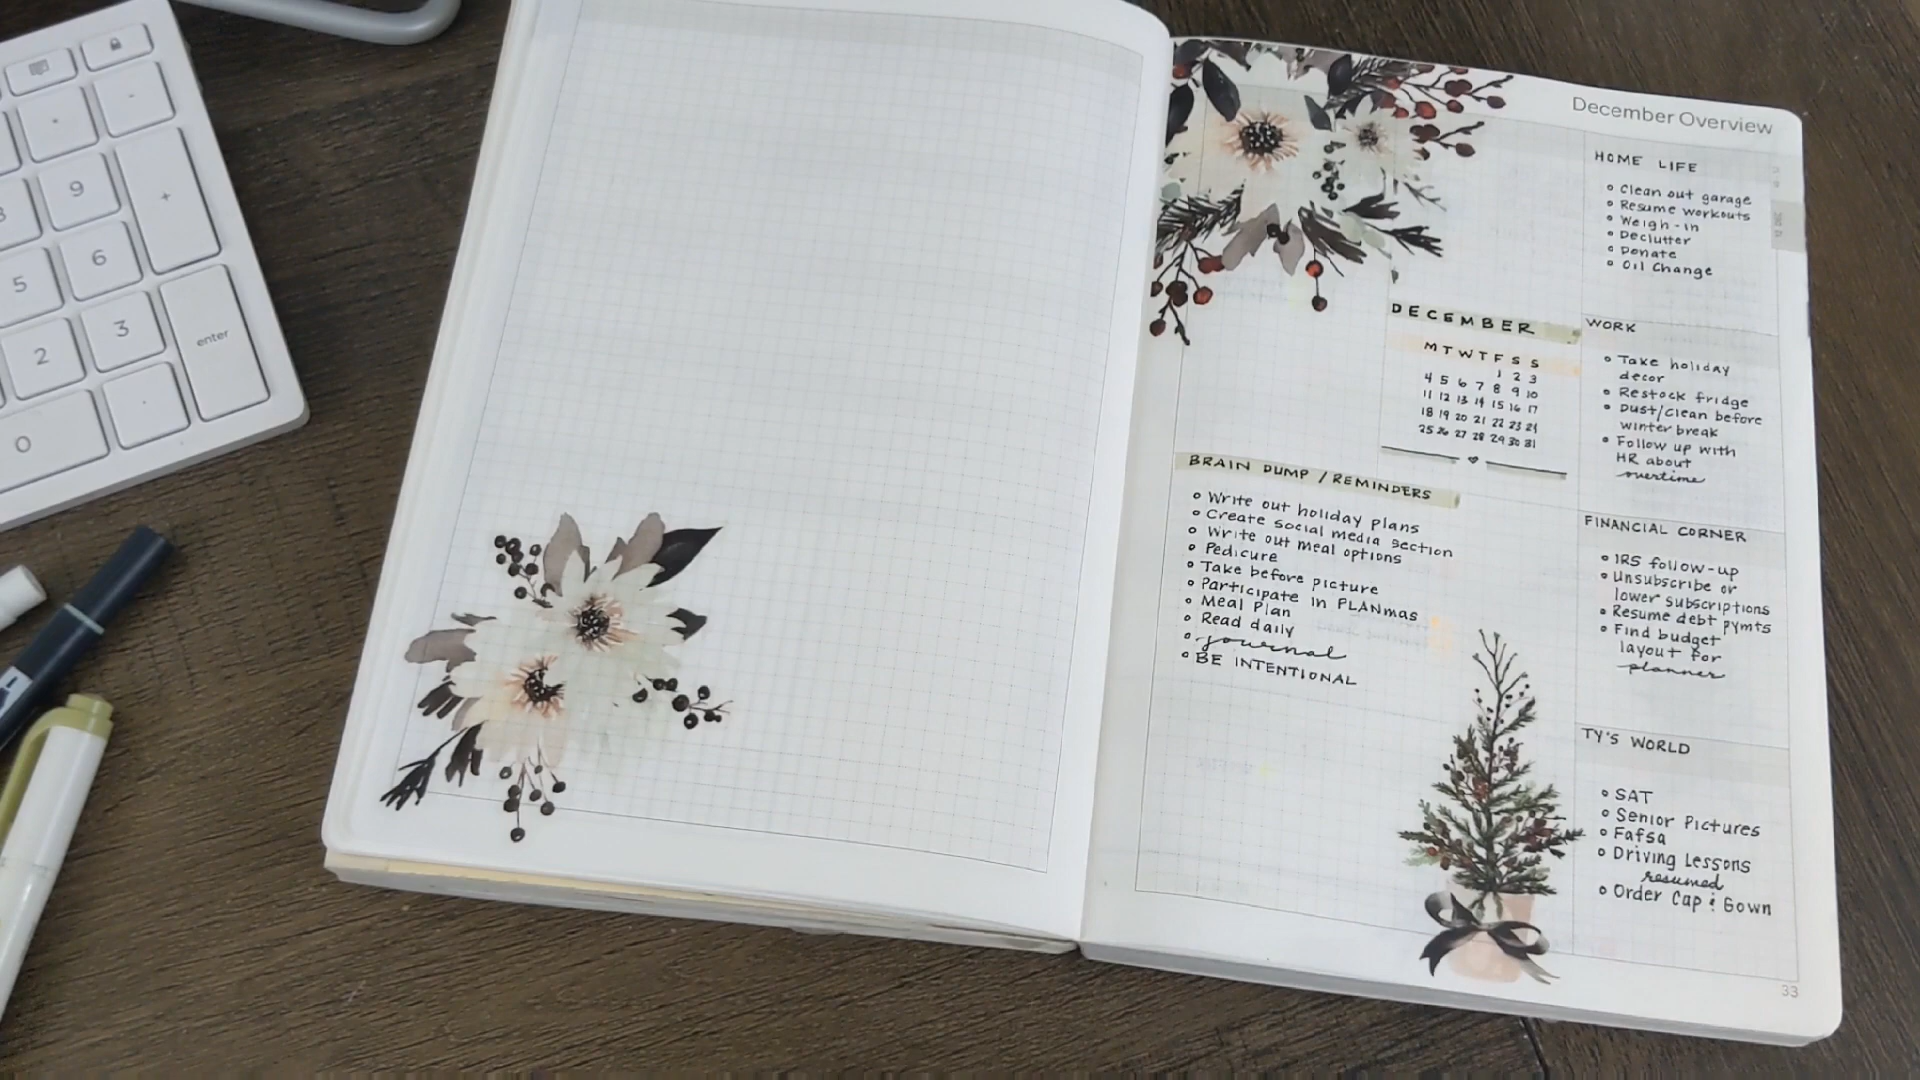 +
9
5
6
2
3
enter
0
December Overview
HOME LIFE
Clean out garage
Resume workouts
Weigh-in
Declutter
Donate
Oil Change
DECEMBER
M T W T F S S
1 2 3
4 5 6 7 8 9 10
11 12 13 14 15 16 17
18 19 20 21 22 23 24
25 26 27 28 29 30 31
WORK
Take holiday
decor
Restock fridge
Dust/Clean before
winter break
Follow up with
HR about
overtime
BRAIN DUMP / REMINDERS
Write out holiday plans
Create social media section
Write out meal options
Pedicure
Take before picture
Participate in PLANmas
Meal Plan
Read daily
journal
BE INTENTIONAL
FINANCIAL CORNER
IRS follow-up
Unsubscribe or
lower subscriptions
Resume debt pymts
Find budget
layout for
planner
TY'S WORLD
SAT
Senior Pictures
Fafsa
Driving Lessons
resumed
Order Cap & Gown
33